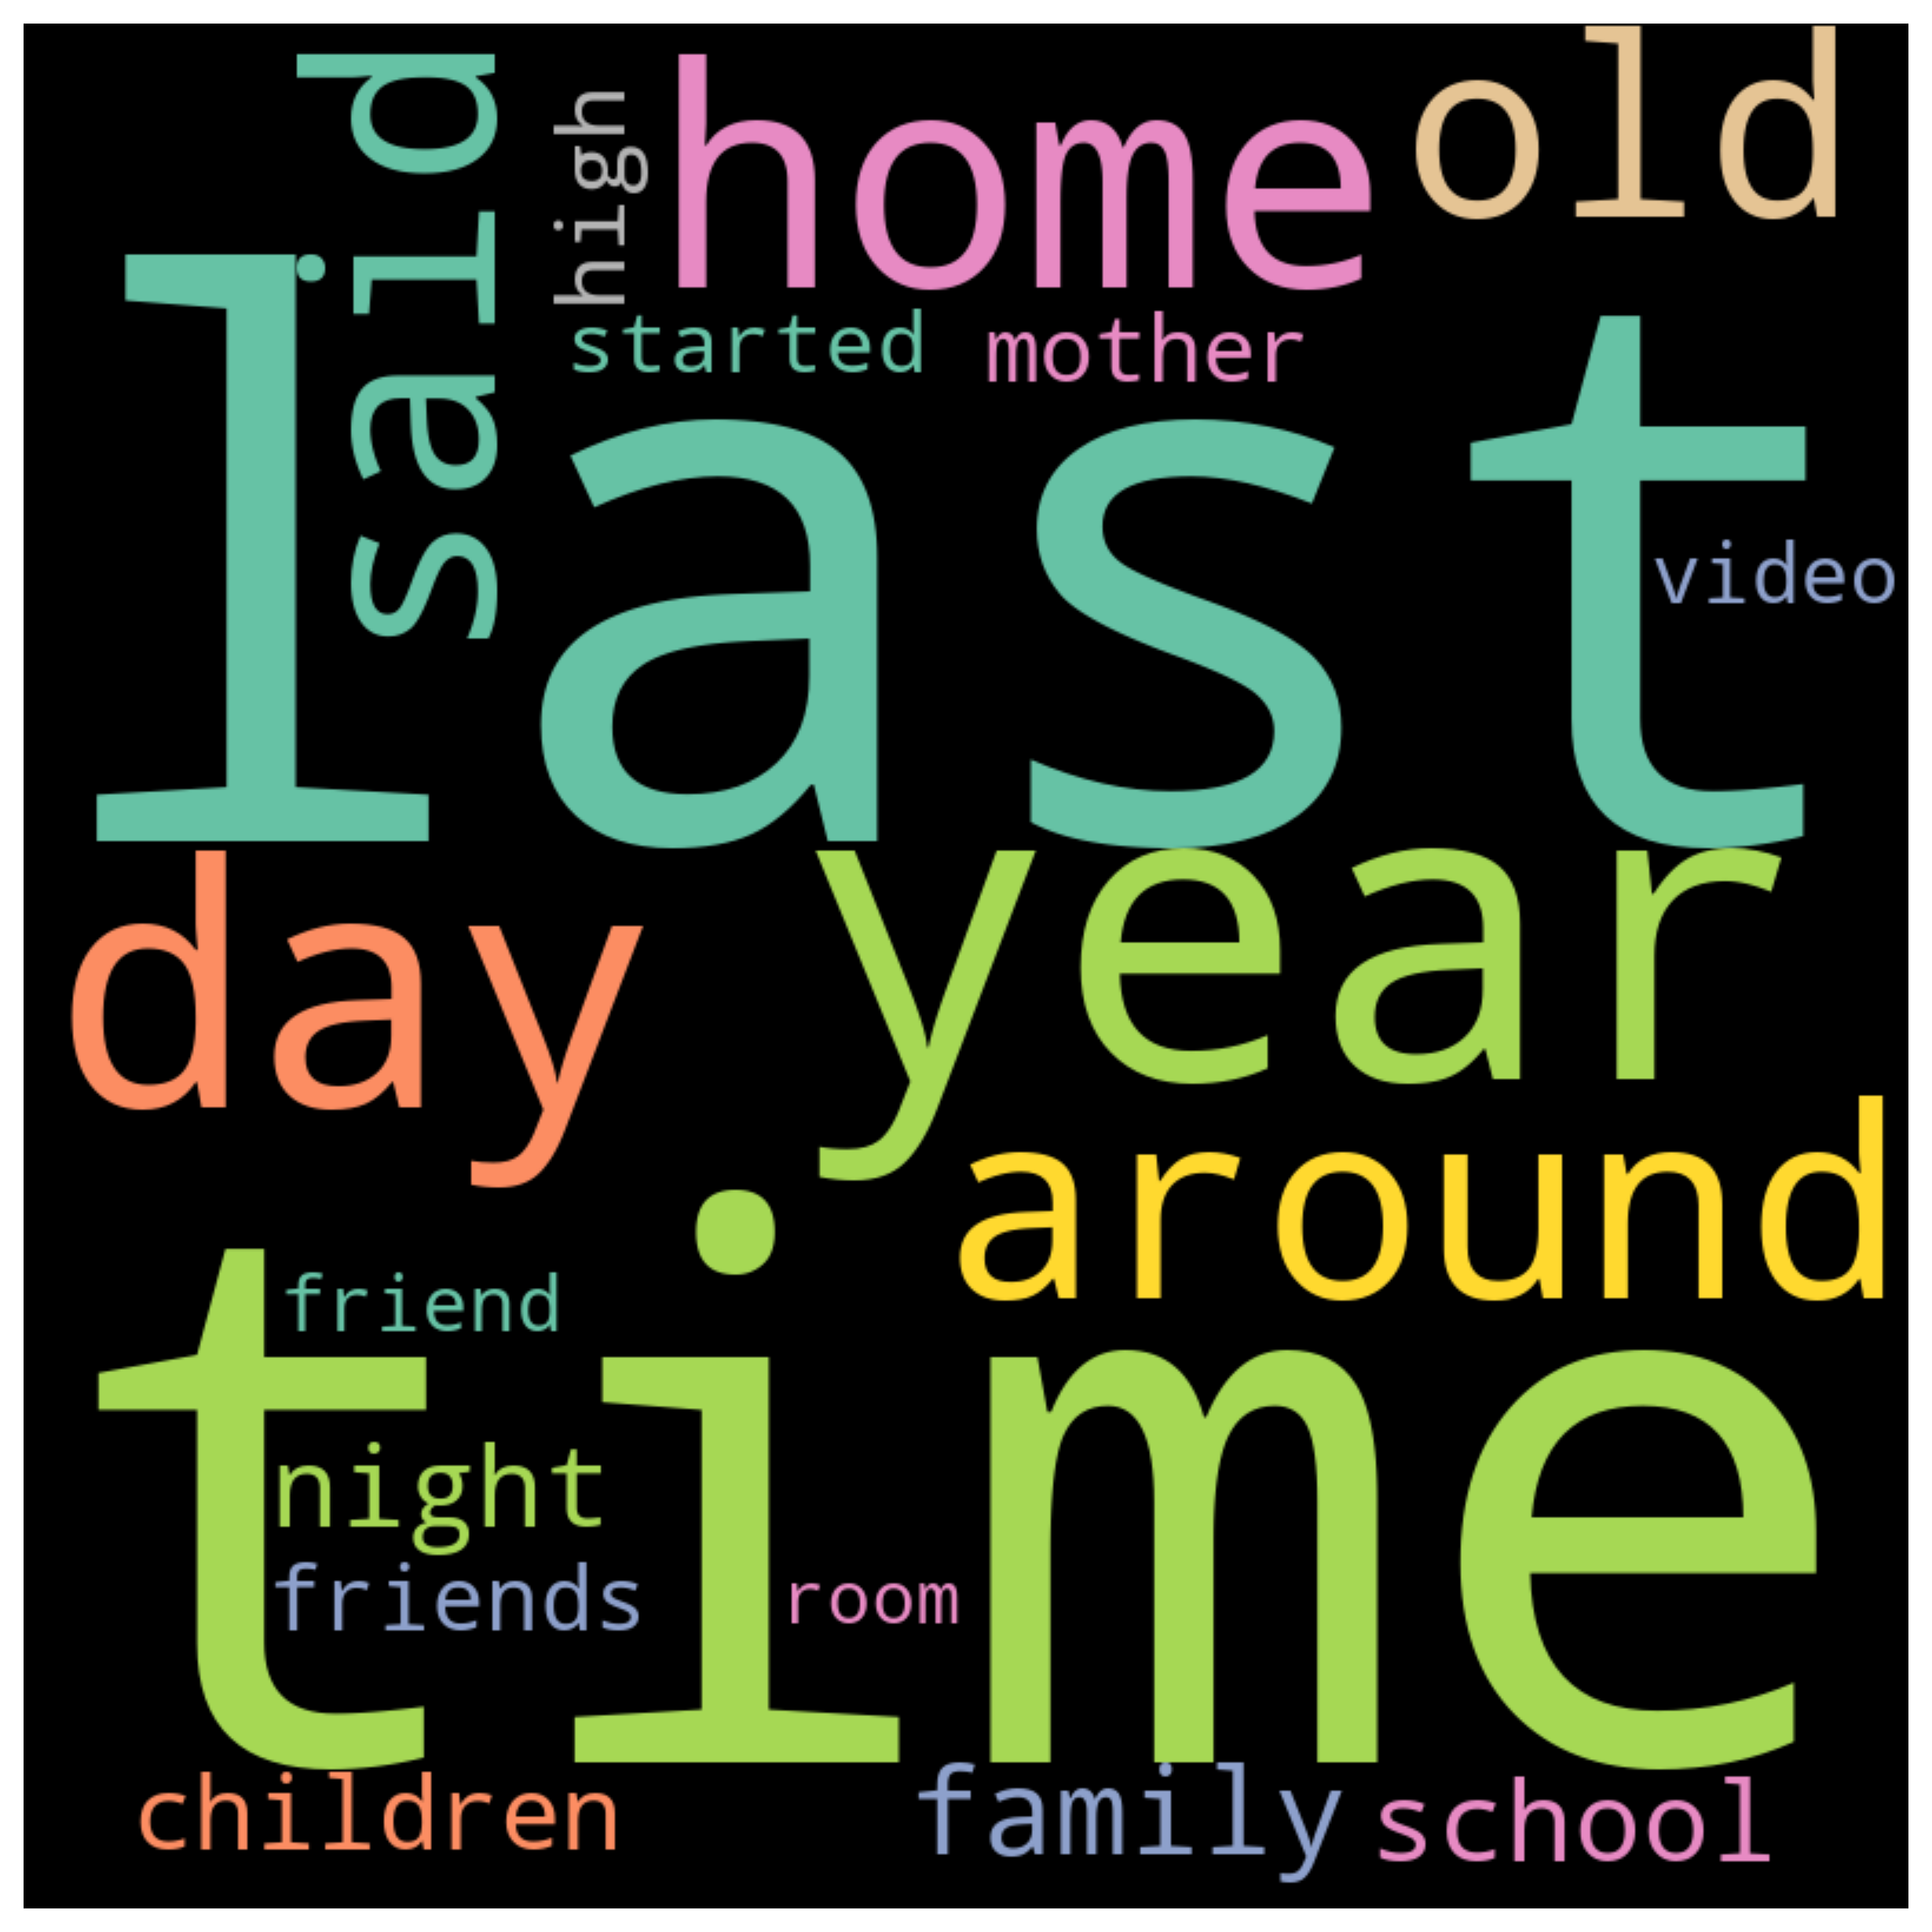 said
high
home
old
started
mother
last
video
day
year
around
friend
time
night
friends
room
children
family
school